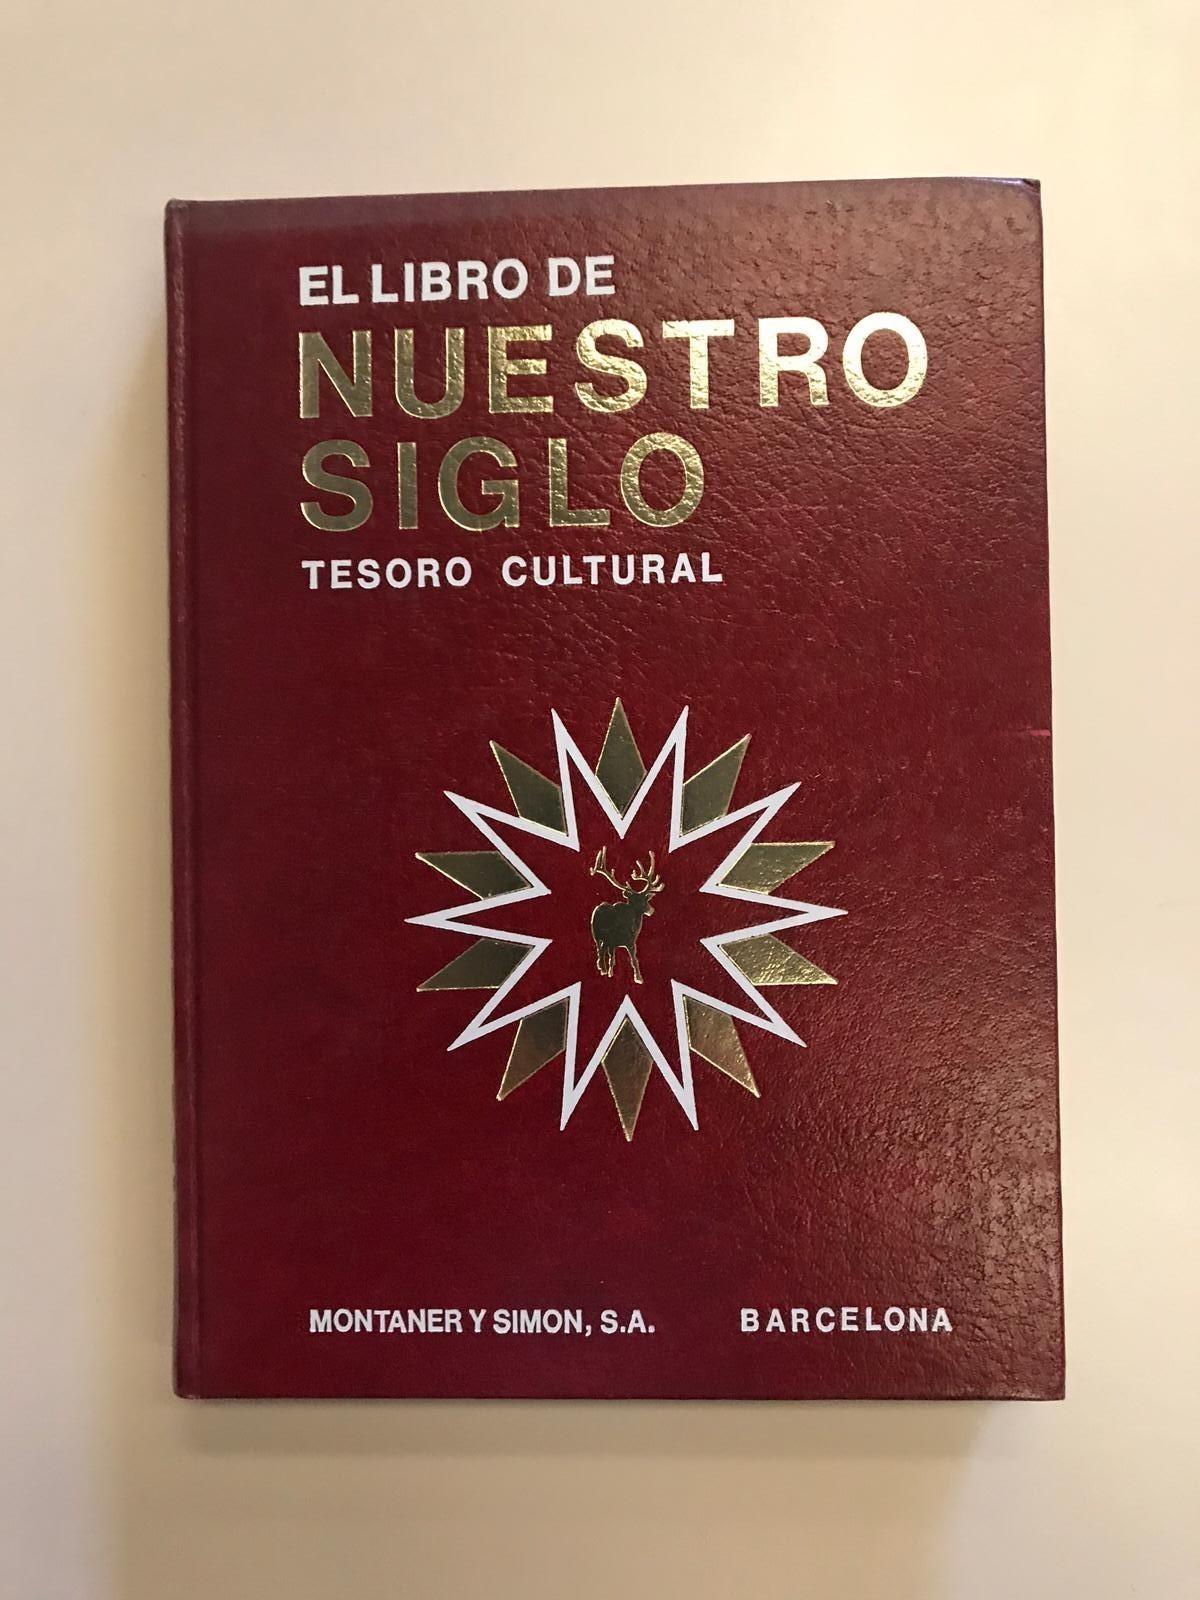 EL LIBRO DE
NUESTRO
SIGLO
TESORO CULTURAL
MONTANER Y SIMON, S.A. BARCELONA